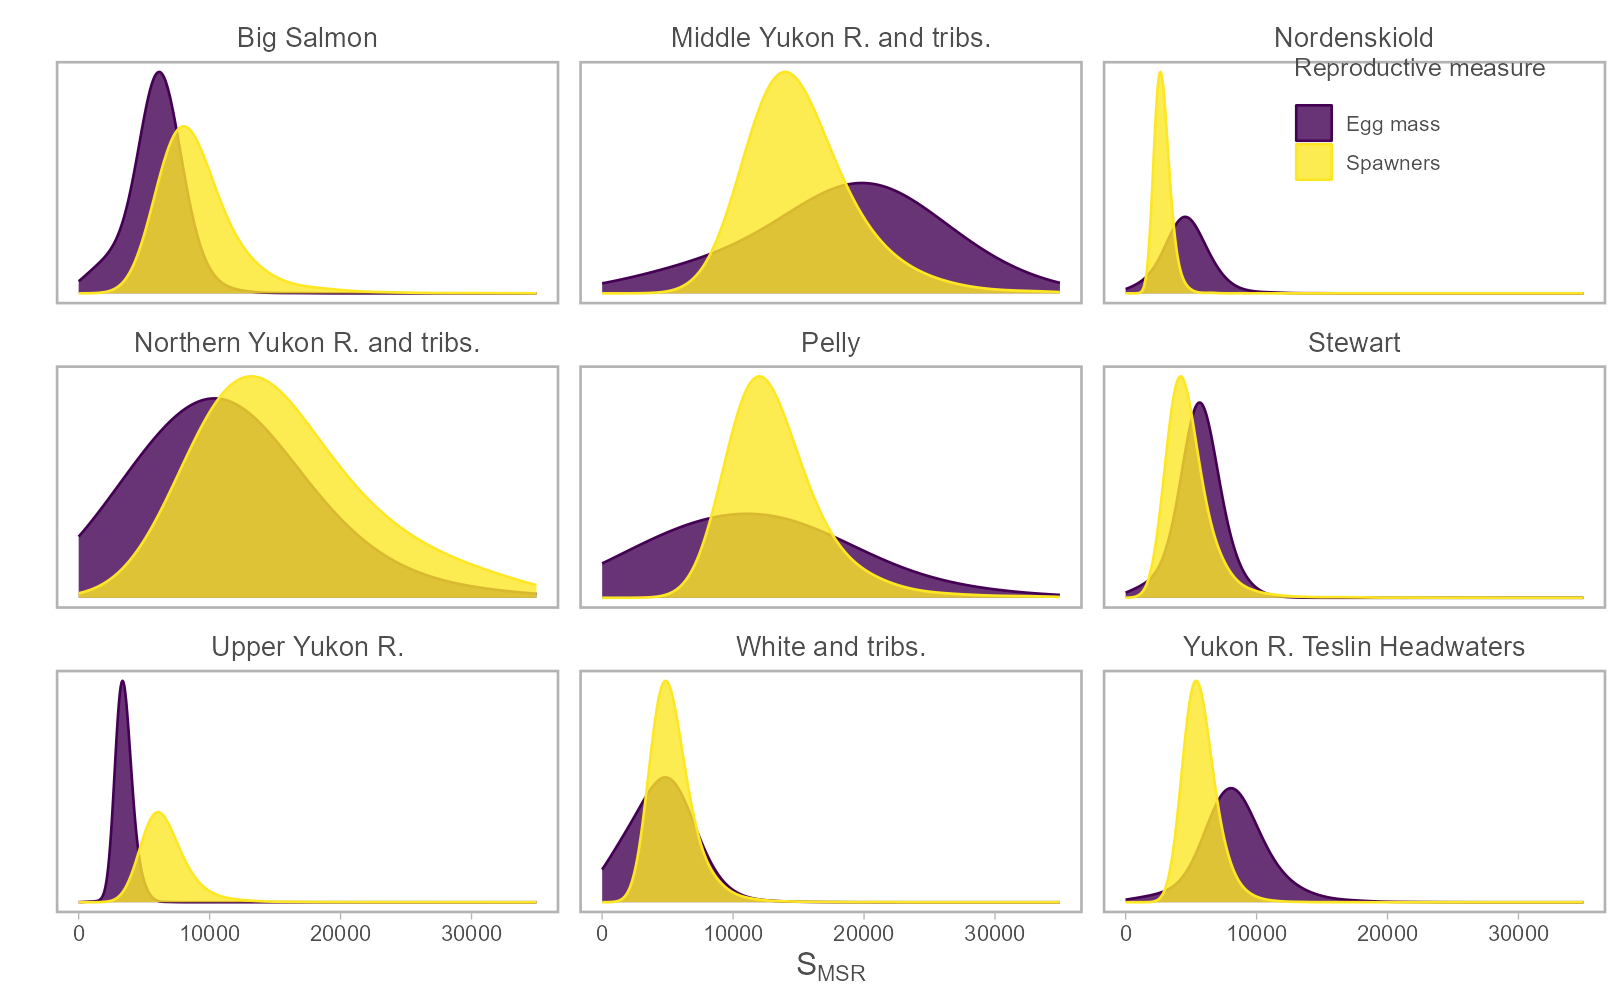 Big Salmon
Middle Yukon R. and tribs.
Nordenskiold
Reproductive measure
Egg mass
Spawners
Northern Yukon R. and tribs.
Pelly
Stewart
Upper Yukon R.
White and tribs.
Yukon R. Teslin Headwaters
0 10000 20000 30000
0 10000 20000 30000
0 10000 20000 30000
SMSR